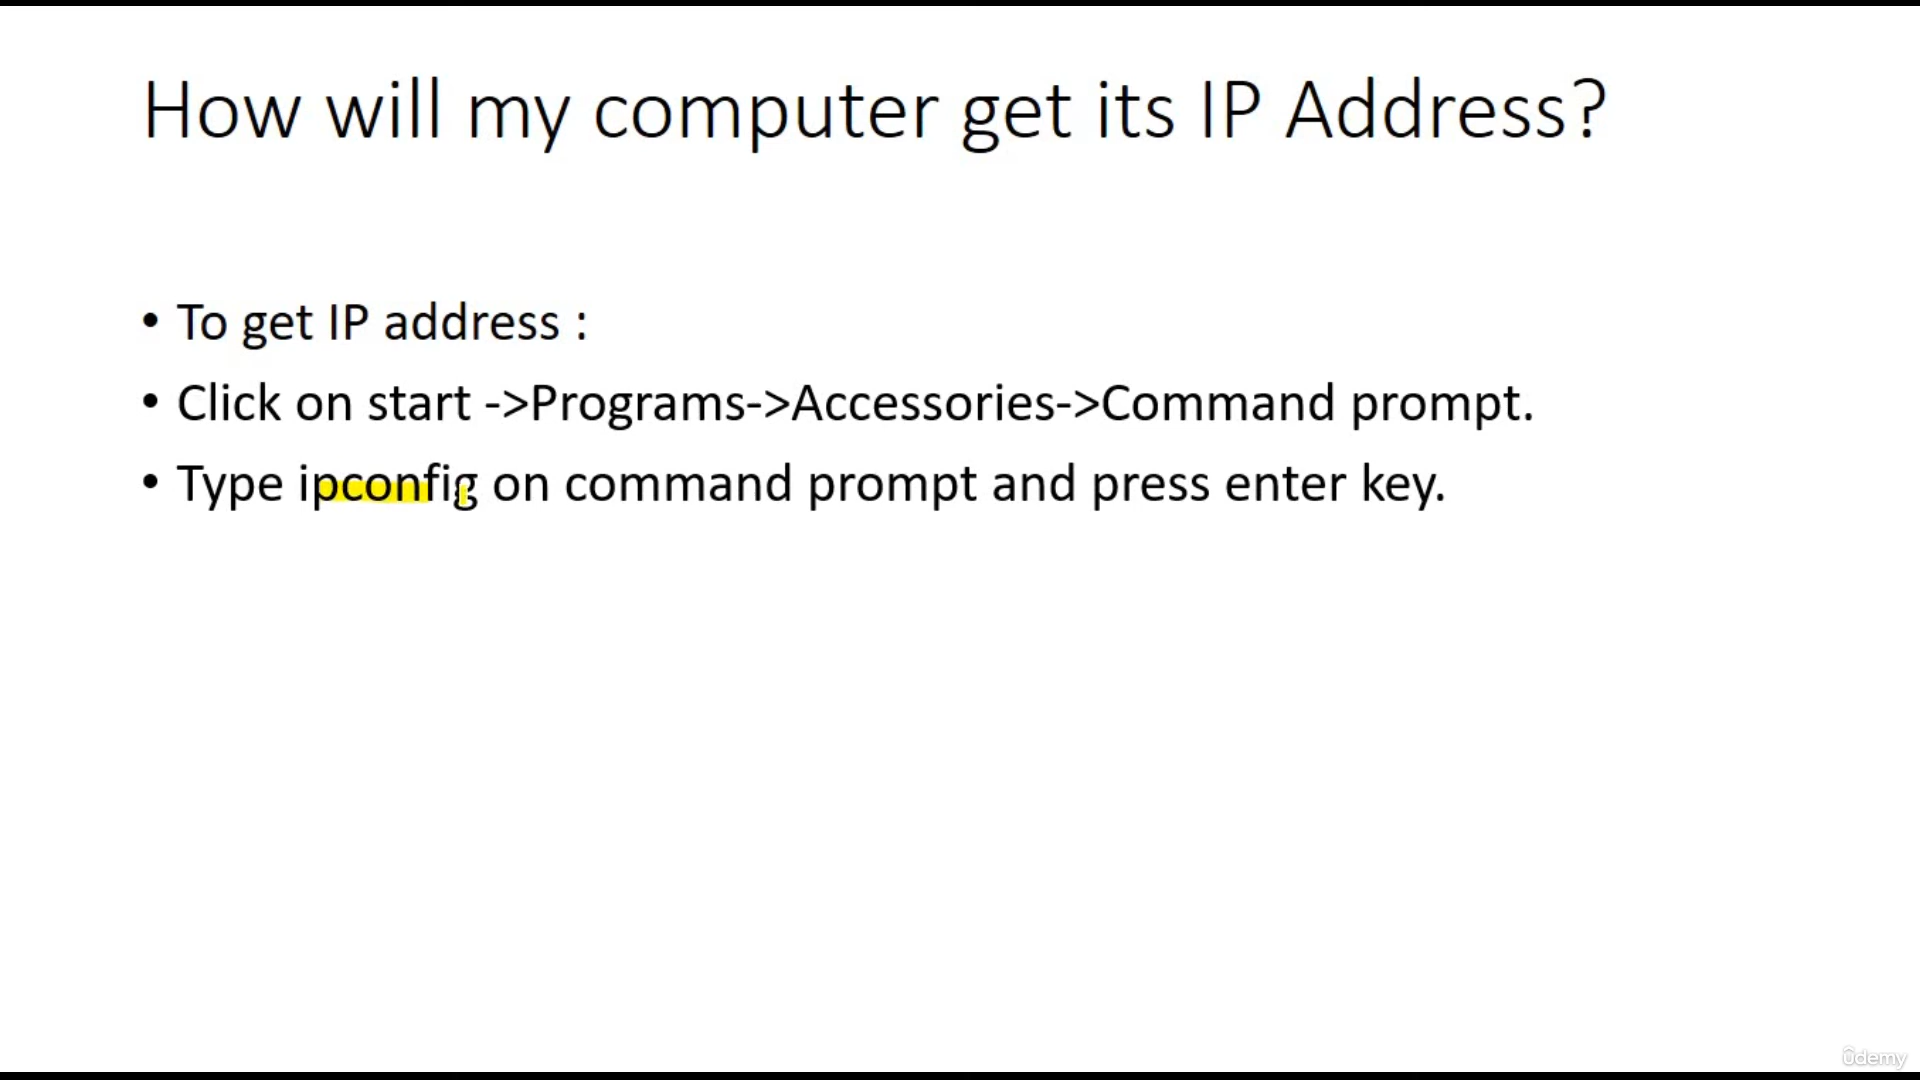 How will my computer get its IP Address?
• To get IP address :
• Click on start ->Programs->Accessories->Command prompt.
• Type ipconfig on command prompt and press enter key.
ûdemy